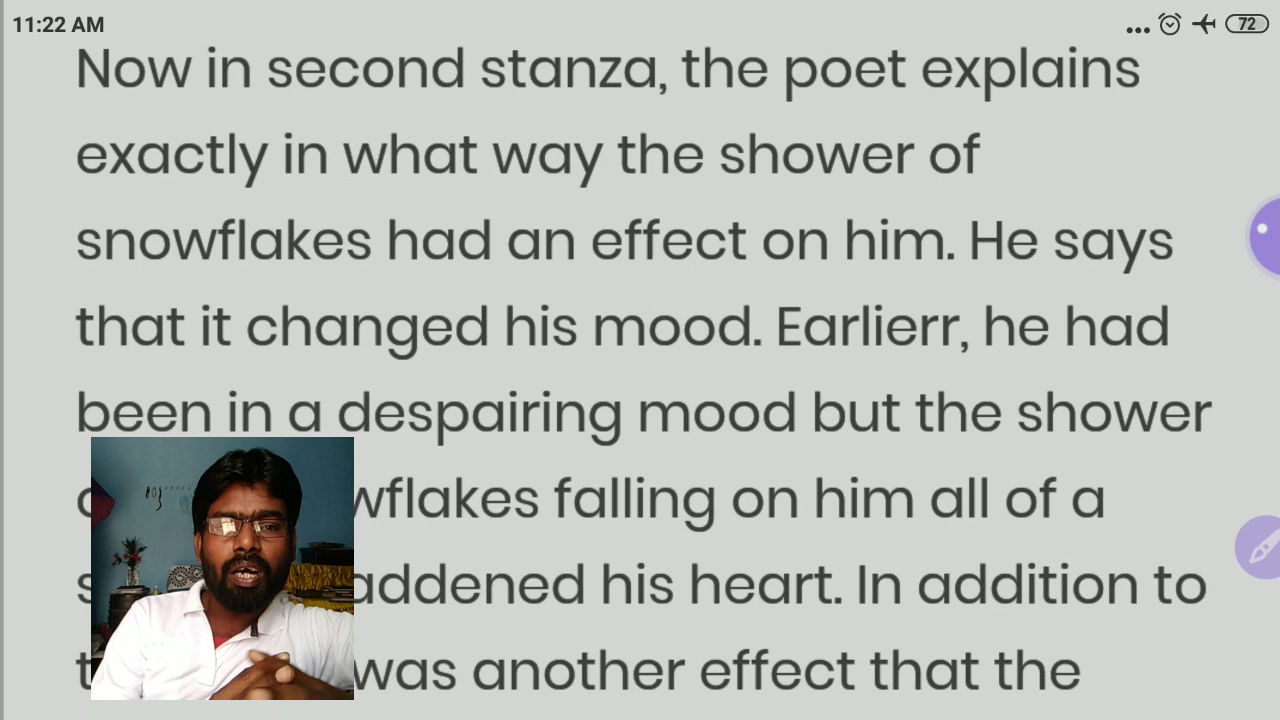 11:22 AM
72
Now in second stanza, the poet explains
exactly in what way the shower of
snowflakes had an effect on him. He says
that it changed his mood. Earlierr, he had
been in a despairing mood but the shower
wflakes falling on him all of a
addened his heart. In addition to
was another effect that the